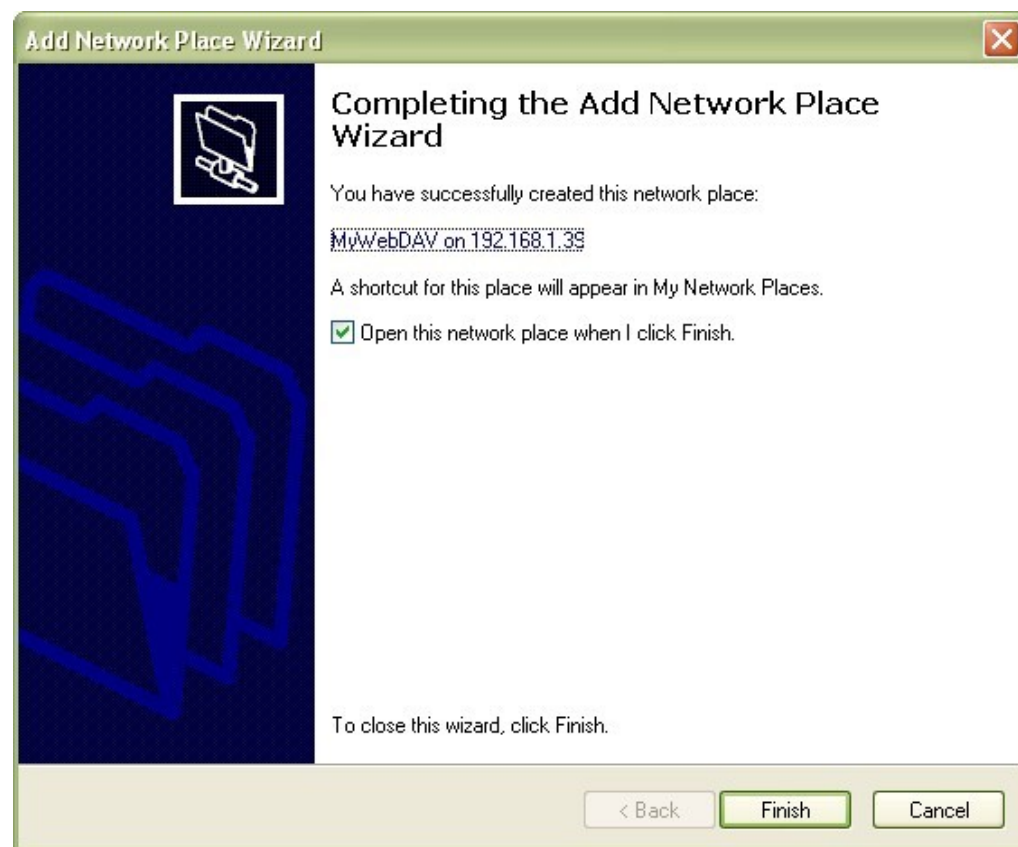 Add Network Place Wizard
Completing the Add Network Place
Wizard
You have successfully created this network place:
MyWebDAV on 192.168.1.39
A shortcut for this place will appear in My Network Places.
Open this network place when I click Finish.
To close this wizard, click Finish.
< Back
Finish
Cancel